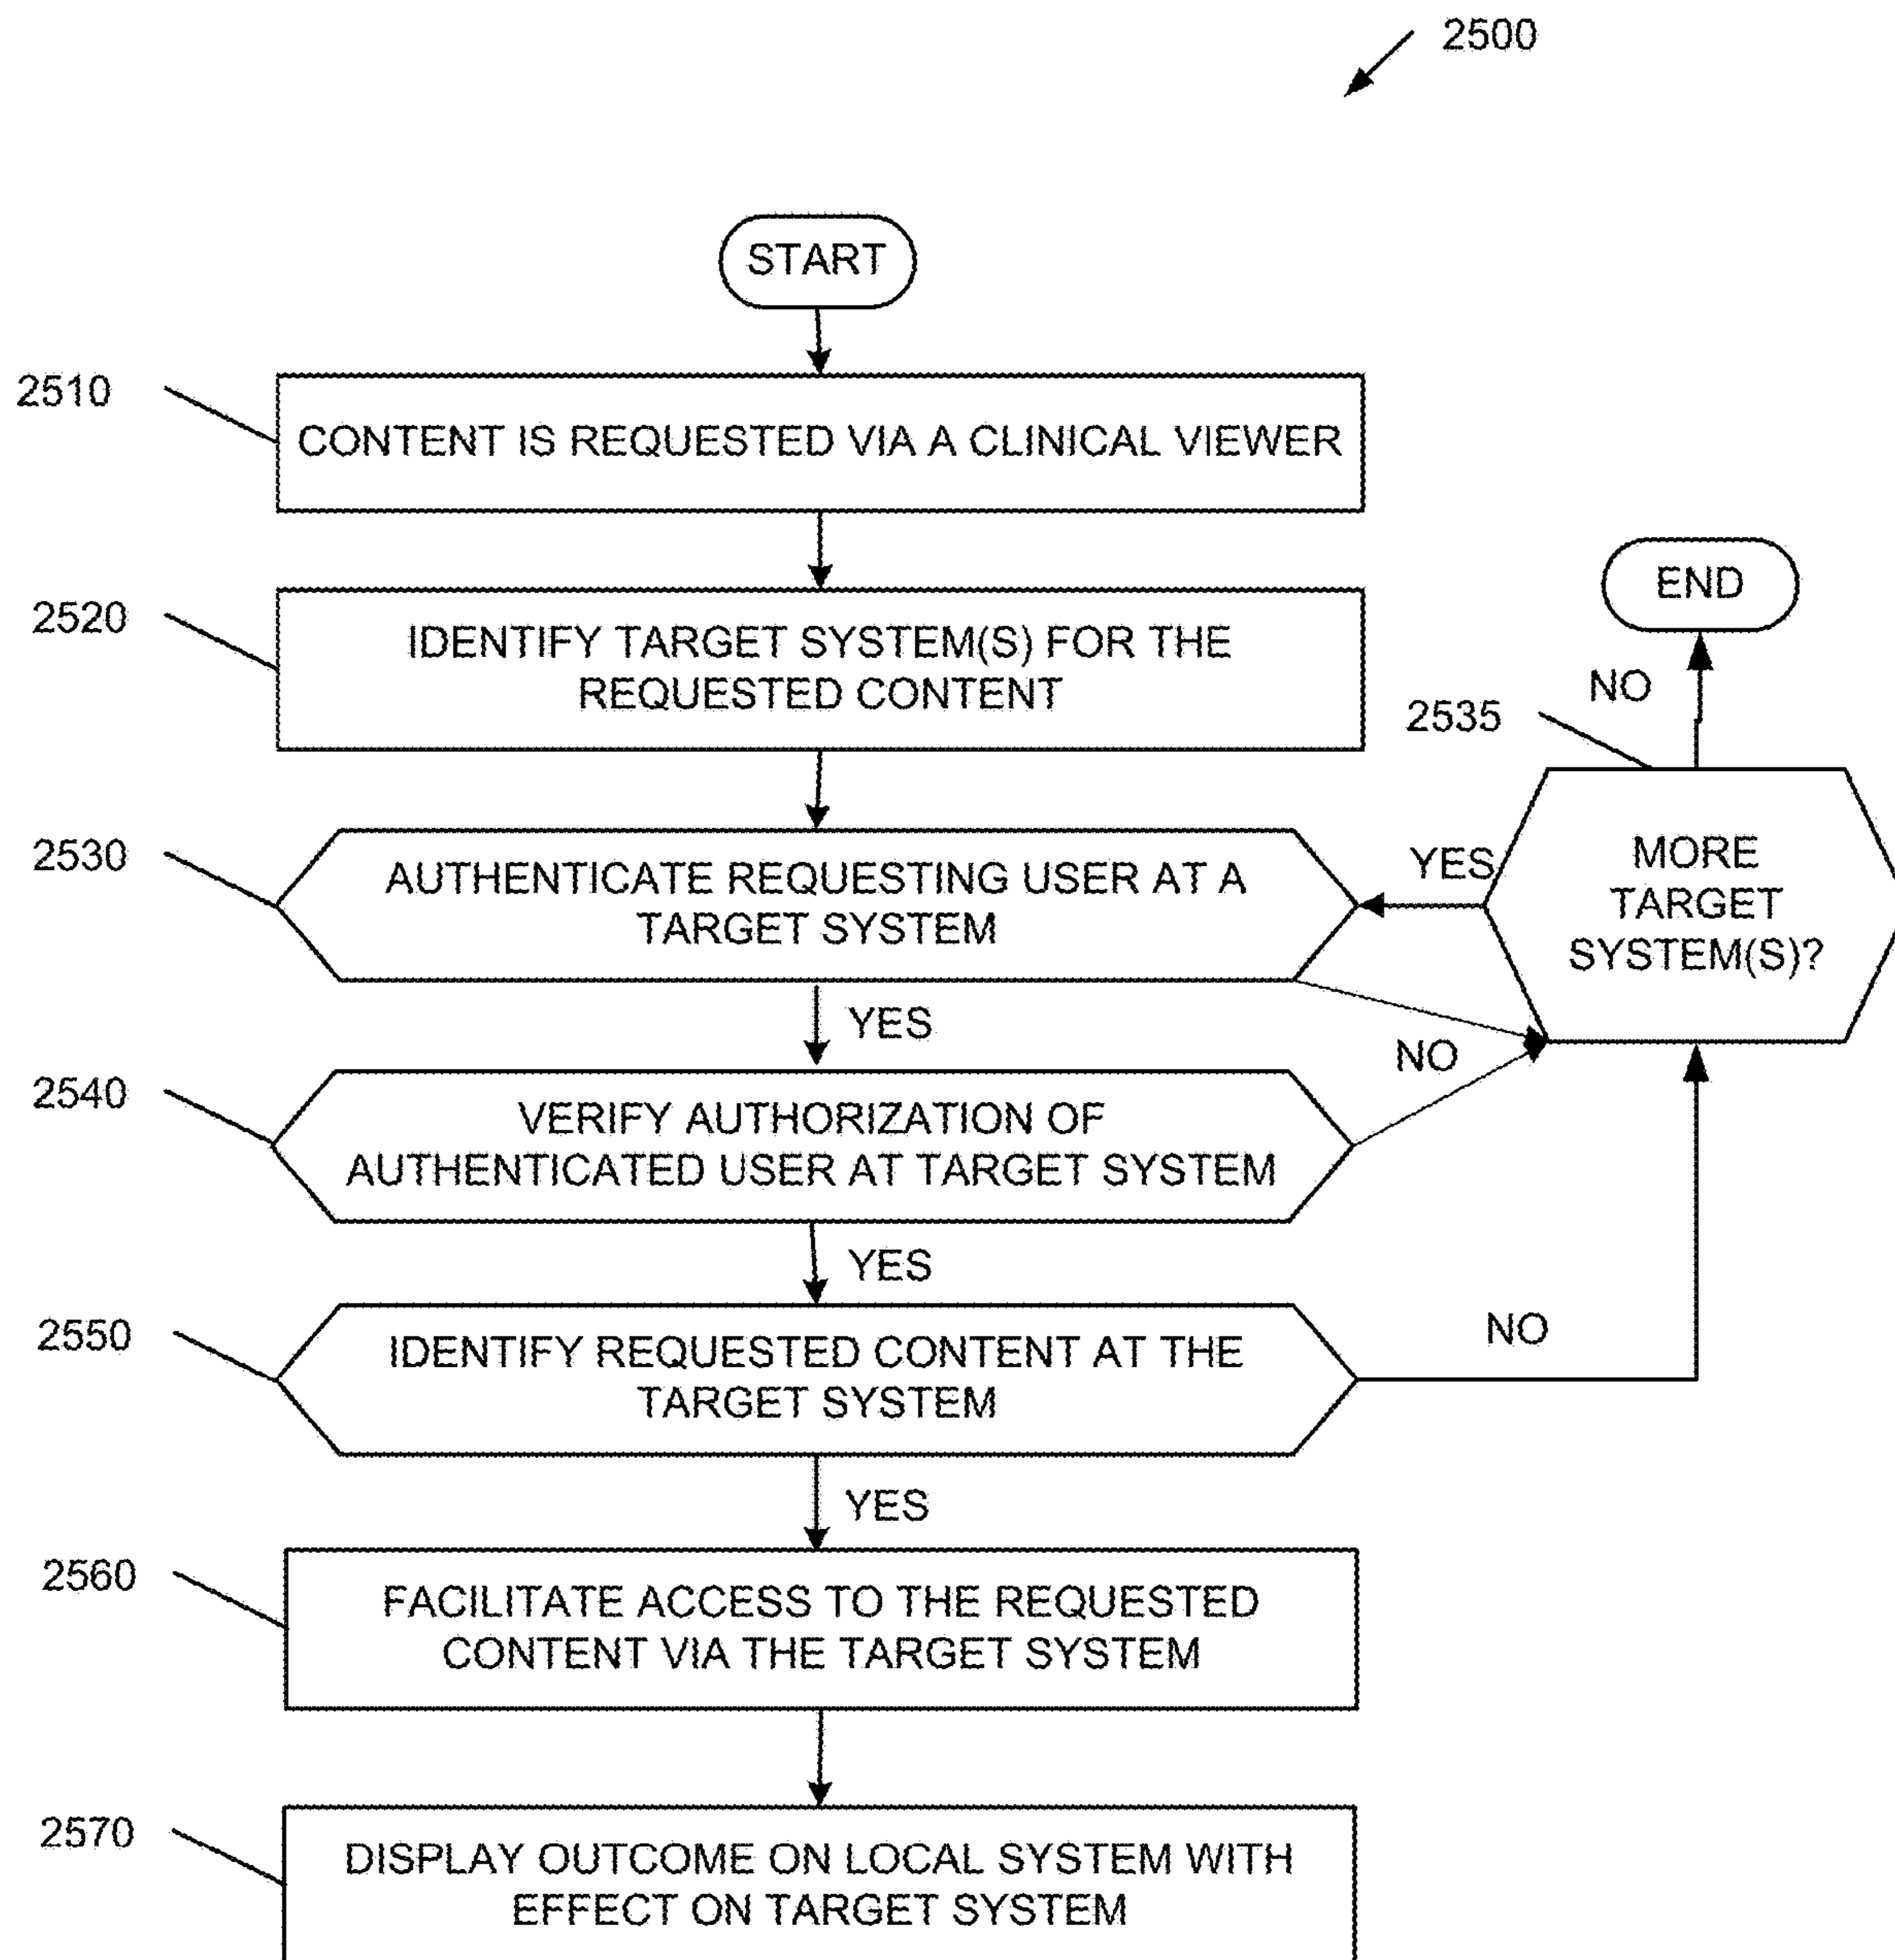 2500
START
2510
CONTENT IS REQUESTED VIA A CLINICAL VIEWER
2520
IDENTIFY TARGET SYSTEM(S) FOR THE
REQUESTED CONTENT
END
NO
2535
2530
AUTHENTICATE REQUESTING USER AT A
TARGET SYSTEM
YES
MORE
TARGET
SYSTEM(S)?
YES
NO
2540
VERIFY AUTHORIZATION OF
AUTHENTICATED USER AT TARGET SYSTEM
YES
2550
IDENTIFY REQUESTED CONTENT AT THE
TARGET SYSTEM
NO
YES
2560
FACILITATE ACCESS TO THE REQUESTED
CONTENT VIA THE TARGET SYSTEM
2570
DISPLAY OUTCOME ON LOCAL SYSTEM WITH
EFFECT ON TARGET SYSTEM